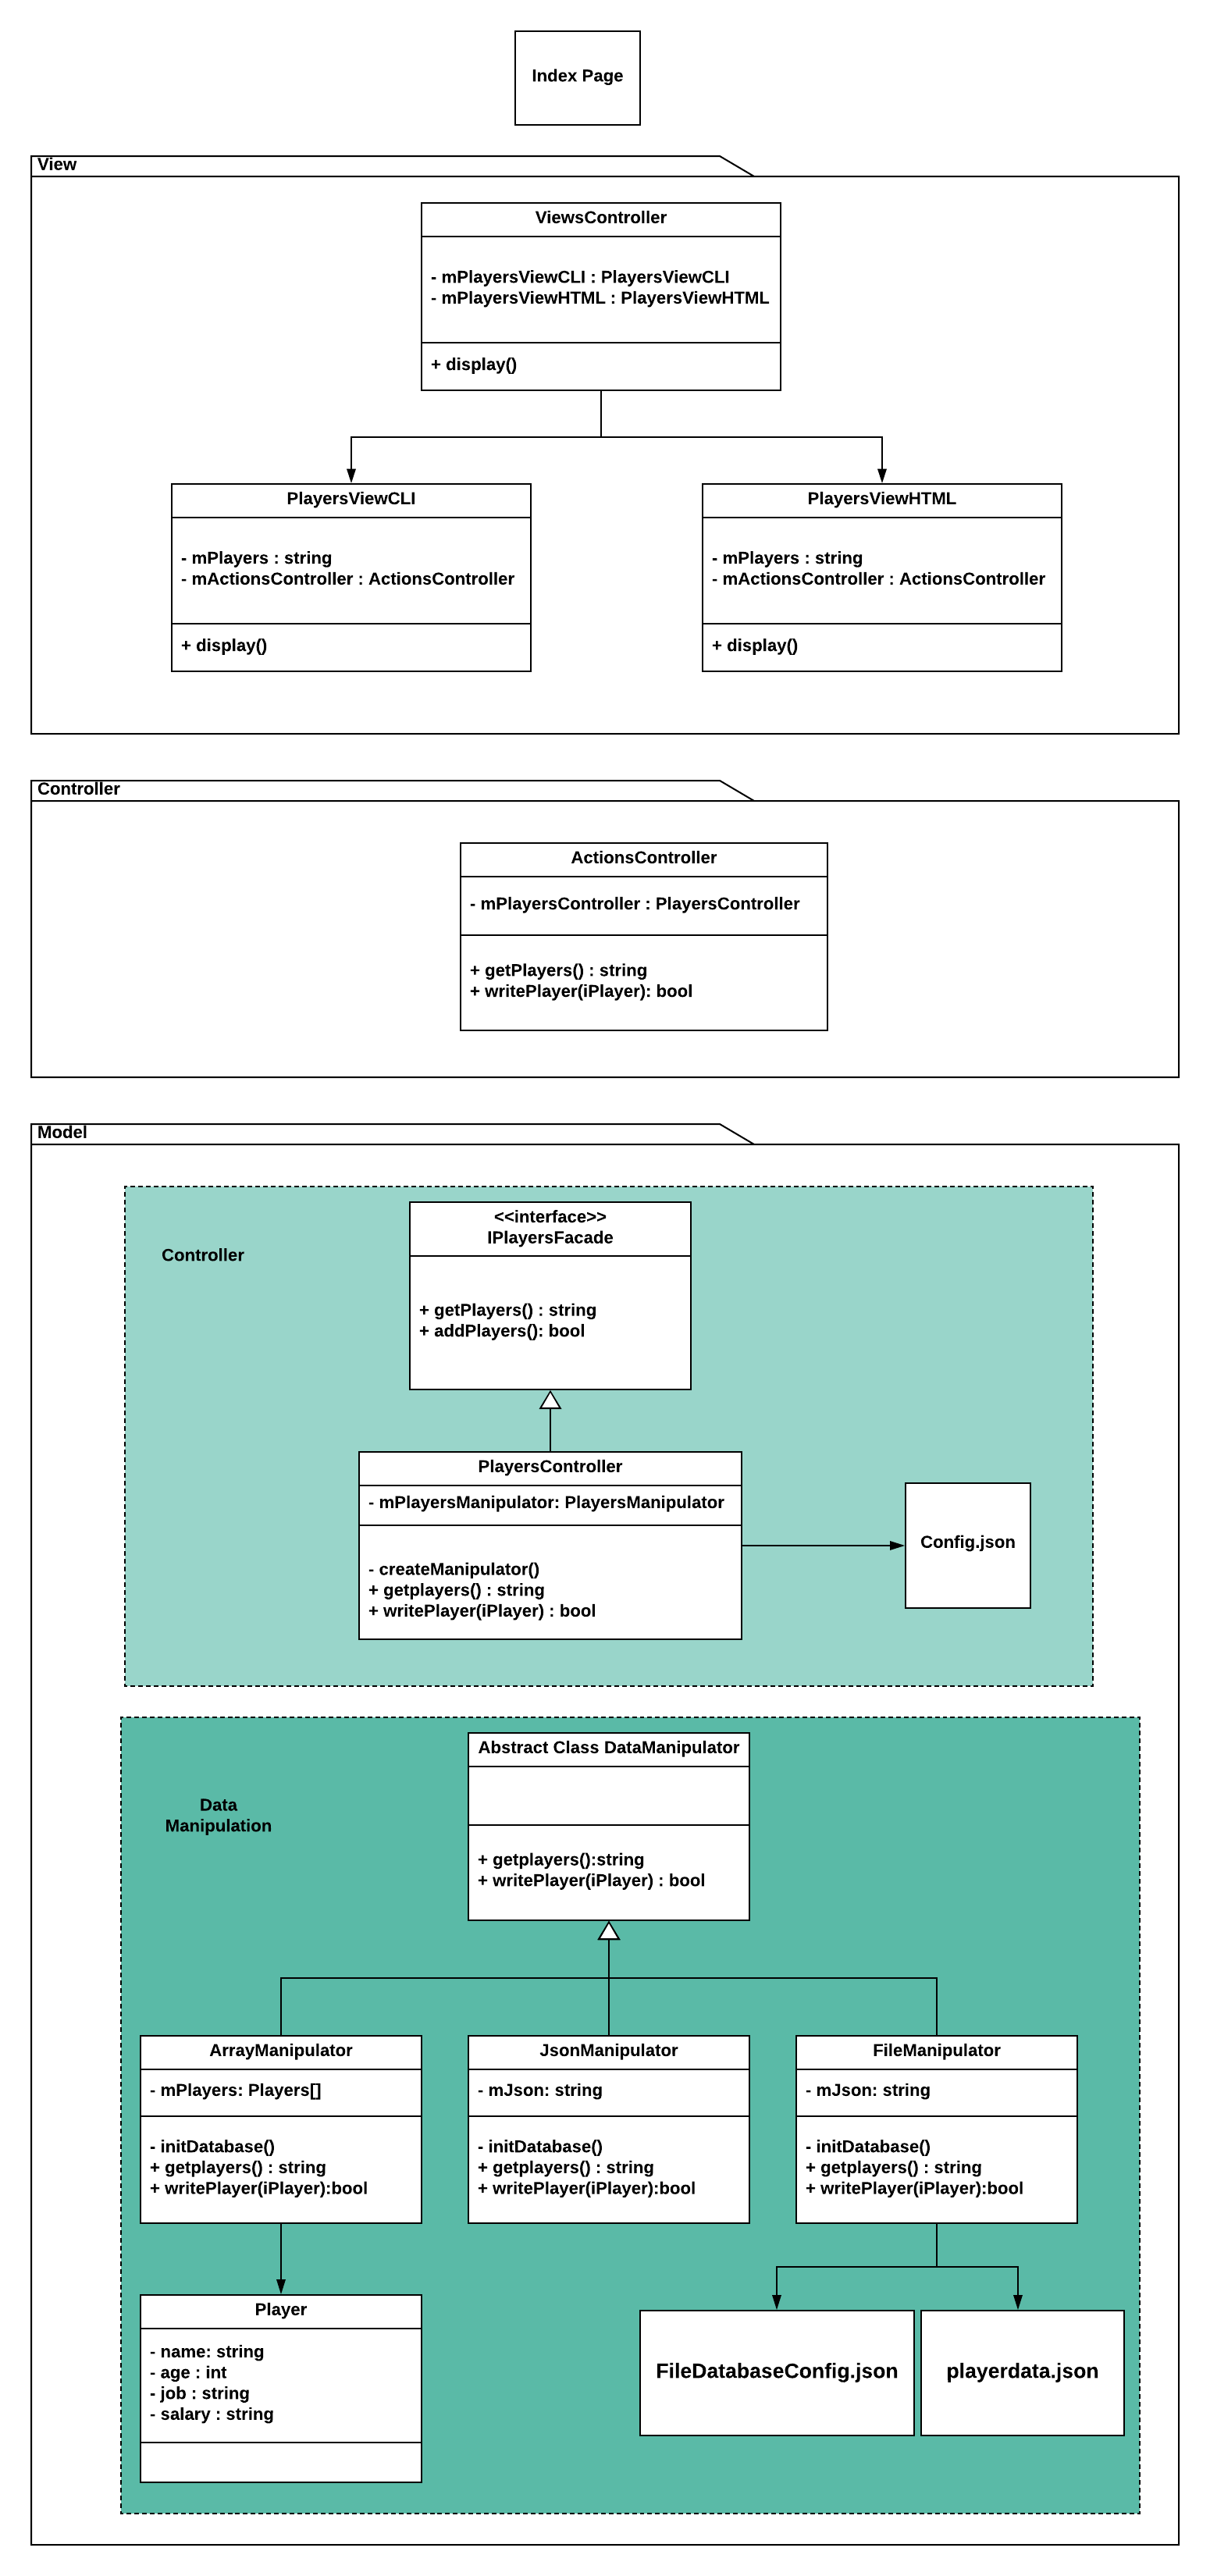 Index Page
View
ViewsController
- mPlayersViewCLI : PlayersViewCLI
- mPlayersViewHTML : PlayersViewHTML
+ display()
PlayersViewCLI
- mPlayers : string
- mActionsController : ActionsController
+ display()
PlayersViewHTML
- mPlayers : string
- mActionsController : ActionsController
+ display()
Controller
ActionsController
- mPlayersController : PlayersController
+ getPlayers() : string
+ writePlayer(iPlayer): bool
Model
Controller
<<interface>>
IPlayersFacade
+ getPlayers() : string
+ addPlayers(): bool
PlayersController
- mPlayersManipulator: PlayersManipulator
- createManipulator()
+ getplayers() : string
+ writePlayer(iPlayer) : bool
Config.json
Data
Manipulation
Abstract Class DataManipulator
+ getplayers():string
+ writePlayer(iPlayer) : bool
ArrayManipulator
- mPlayers: Players[]
- initDatabase()
+ getplayers() : string
+ writePlayer(iPlayer):bool
JsonManipulator
- mJson: string
- initDatabase()
+ getplayers() : string
+ writePlayer(iPlayer):bool
FileManipulator
- mJson: string
- initDatabase()
+ getplayers() : string
+ writePlayer(iPlayer):bool
Player
- name: string
- age : int
- job : string
- salary : string
FileDatabaseConfig.json
playerdata.json